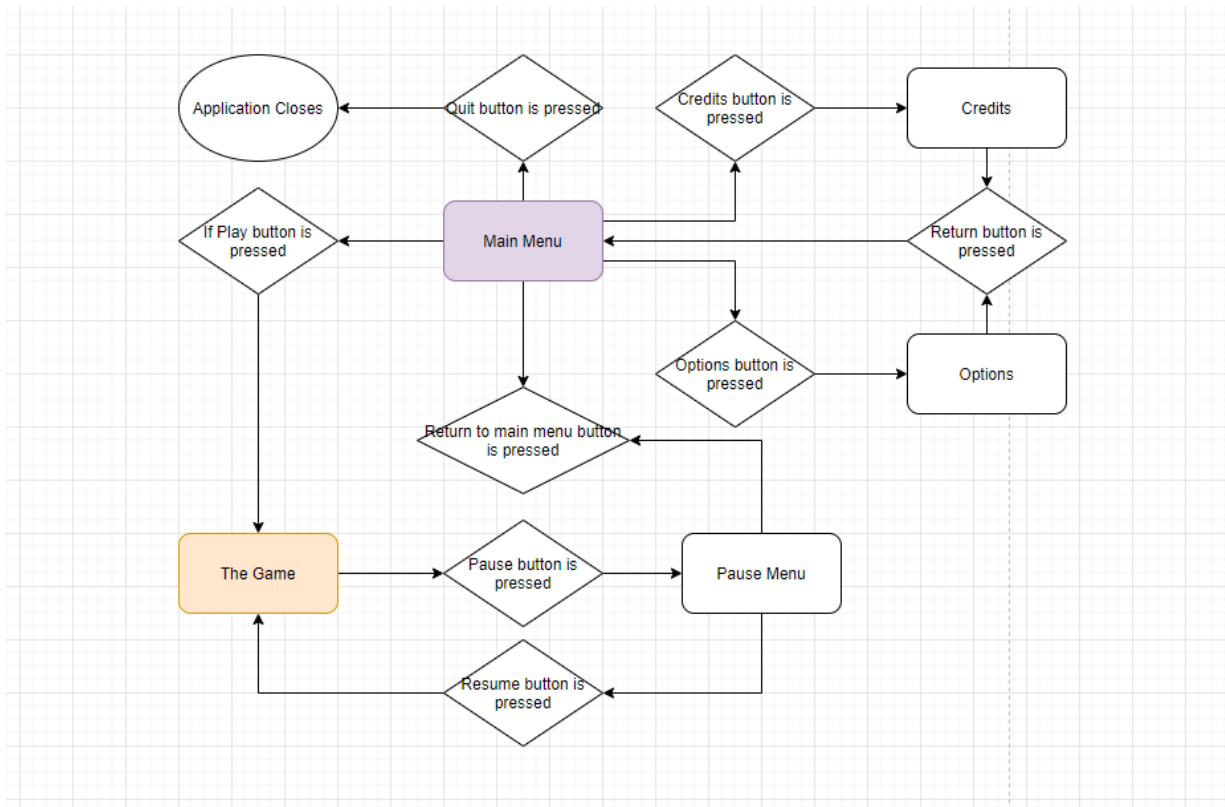 Application Closes
Quit button is pressed
Credits button is
pressed
Credits
If Play button is
pressed
Main Menu
Return button is
pressed
Options button is
pressed
Options
Return to main menu button
is pressed
The Game
Pause button is
pressed
Pause Menu
Resume button is
pressed